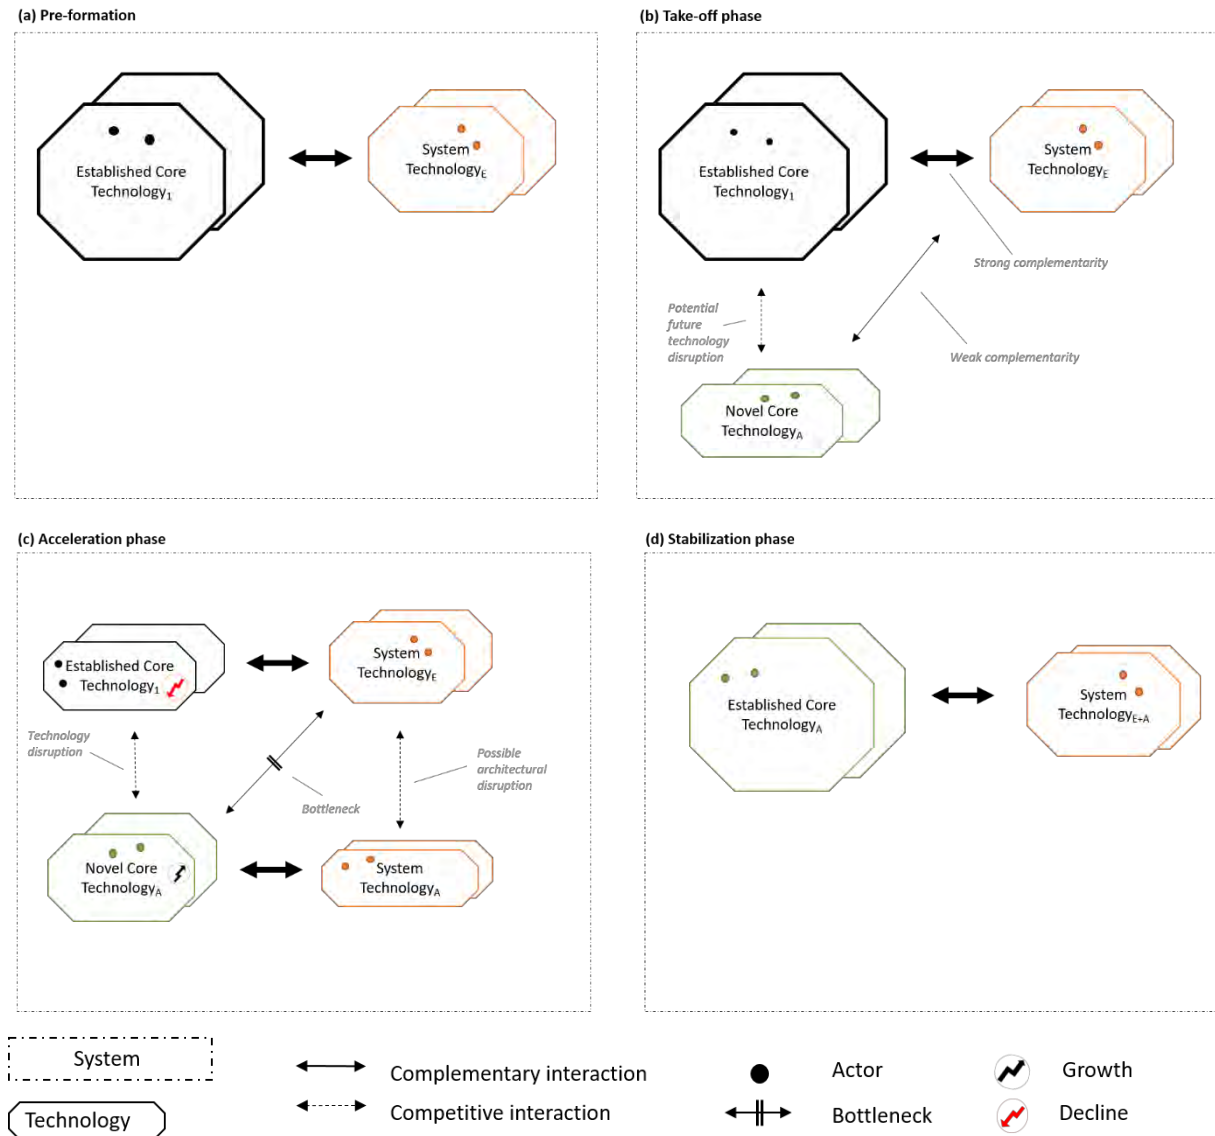 (a) Pre-formation
Established Core
Technology1
System
TechnologyE
(b) Take-off phase
Established Core
Technology1
System
TechnologyE
Strong complementarity
Potential
future
technology
disruption
Weak complementarity
Novel Core
TechnologyA
(c) Acceleration phase
Established Core
Technology1
System
TechnologyE
Technology
disruption
Possible
architectural
disruption
Bottleneck
Novel Core
TechnologyA
System
TechnologyA
(d) Stabilization phase
Established Core
TechnologyA
System
TechnologyE+A
System
Technology
Complementary interaction
Competitive interaction
Actor
Bottleneck
Growth
Decline